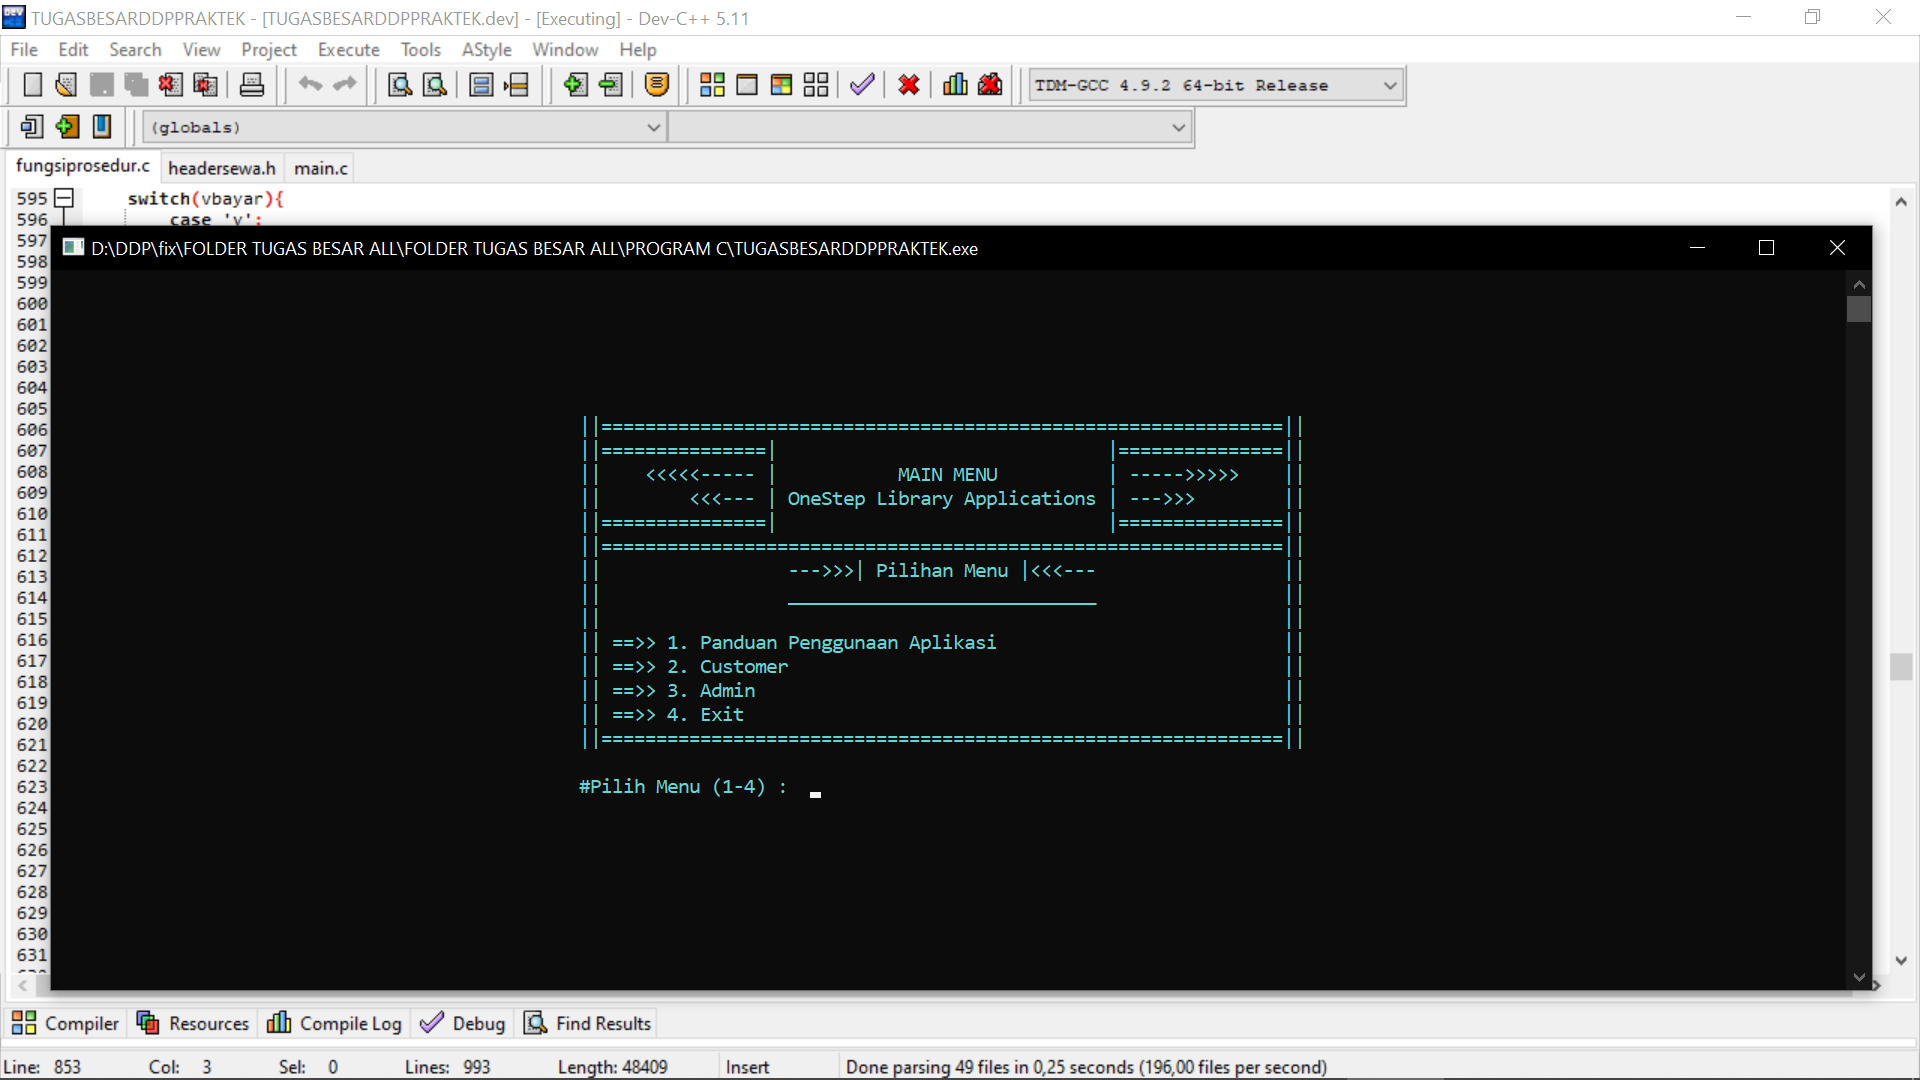 TUGASBESARDDPPRAKTEK - [TUGASBESARDDPPRAKTEK.dev] - [Executing] - Dev-C++ 5.11
File Edit Search View Project Execute Tools AStyle Window Help
TDM-GCC 4.9.2 64-bit Release
(globals)
fungsiprosedur.c headersewa.h main.c
595 switch(vbayar){
596 case 'y':
597
D:\DDP\fix\FOLDER TUGAS BESAR ALL\FOLDER TUGAS BESAR ALL\PROGRAM C\TUGASBESARDDPPRAKTEK.exe
598
599
600
601
602
603
604
605
606
607
608
609
610
611
612
613
614
615
616
617
618
619
620
621
622
623
624
625
626
627
628
629
630
631
||==============================================================||
||===============|                               |===============||
||    <<<<<----- |           MAIN MENU           | ----->>>>>    ||
||        <<<--- | OneStep Library Applications | --->>>        ||
||===============|                               |===============||
||==============================================================||
||                 --->>>| Pilihan Menu |<<<---                 ||
||                 ____________________________                 ||
||                                                              ||
|| ==>> 1. Panduan Penggunaan Aplikasi                          ||
|| ==>> 2. Customer                                             ||
|| ==>> 3. Admin                                                ||
|| ==>> 4. Exit                                                 ||
||==============================================================||
#Pilih Menu (1-4) : _
Compiler Resources Compile Log Debug Find Results
Line: 853 Col: 3 Sel: 0 Lines: 993 Length: 48409 Insert Done parsing 49 files in 0,25 seconds (196,00 files per second)